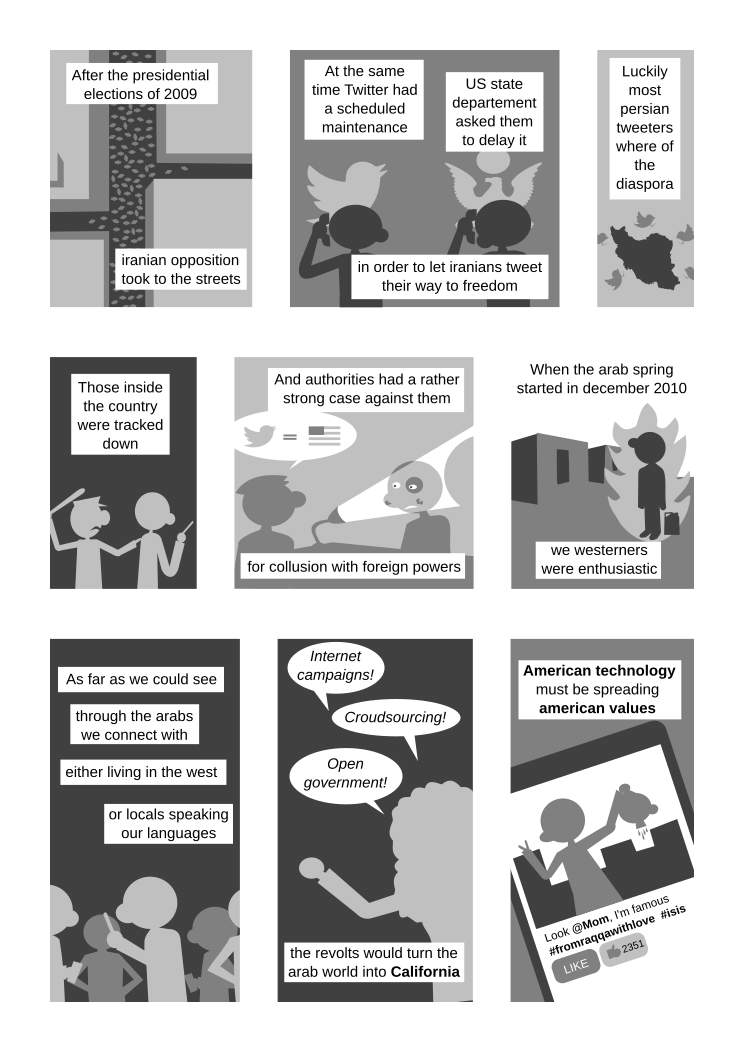 After the presidential
elections of 2009
iranian opposition
took to the streets
At the same
time Twitter had
a scheduled
maintenance
US state
departement
asked them
to delay it
in order to let iranians tweet
their way to freedom
Luckily
most
persian
tweeters
where of
the
diaspora
Those inside
the country
were tracked
down
And authorities had a rather
strong case against them
=
for collusion with foreign powers
When the arab spring
started in december 2010
we westerners
were enthusiastic
As far as we could see
through the arabs
we connect with
either living in the west
or locals speaking
our languages
Internet
campaigns!
Croudsourcing!
Open
government!
the revolts would turn the
arab world into California
American technology
must be spreading
american values
Look @Mom, I'm famous
#fromraqqawithlove #isis
LIKE 2351